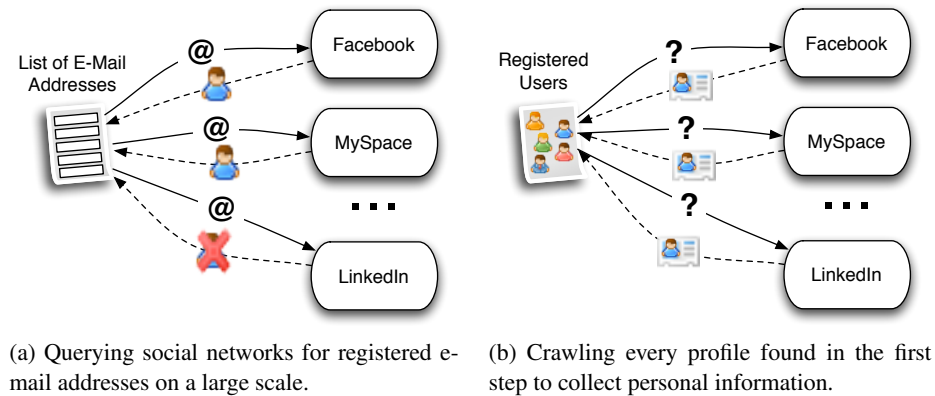 List of E-Mail
Addresses
@
Facebook
@
MySpace
@
LinkedIn
(a) Querying social networks for registered e-
mail addresses on a large scale.
Registered
Users
?
Facebook
?
MySpace
?
LinkedIn
(b) Crawling every profile found in the first
step to collect personal information.